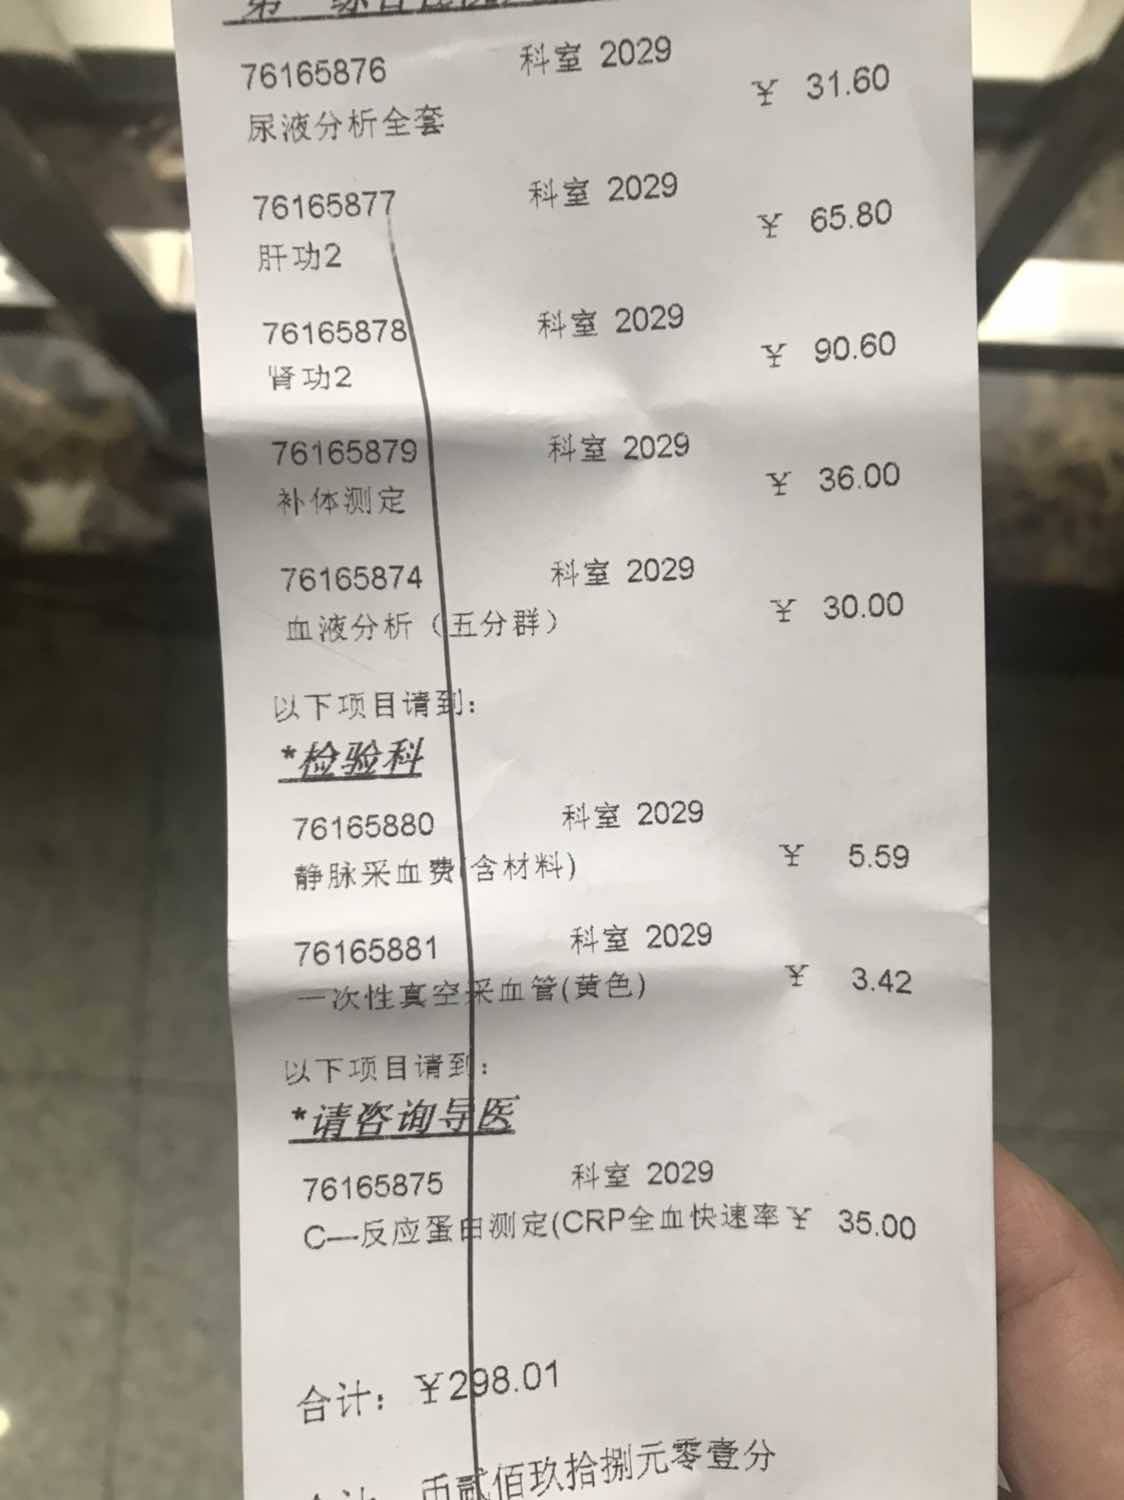 76165876 科室 2029
尿液分析全套 ¥ 31.60
76165877 科室 2029
肝功2 ¥ 65.80
76165878 科室 2029
肾功2 ¥ 90.60
76165879 科室 2029
补体测定 ¥ 36.00
76165874 科室 2029
血液分析（五分群） ¥ 30.00
以下项目请到：
*检验科
76165880 科室 2029
静脉采血费(含材料) ¥ 5.59
76165881 科室 2029
一次性真空采血管(黄色) ¥ 3.42
以下项目请到：
*请咨询导医
76165875 科室 2029
C—反应蛋白测定(CRP全血快速率 ¥ 35.00
合计：¥298.01
币贰佰玖拾捌元零壹分